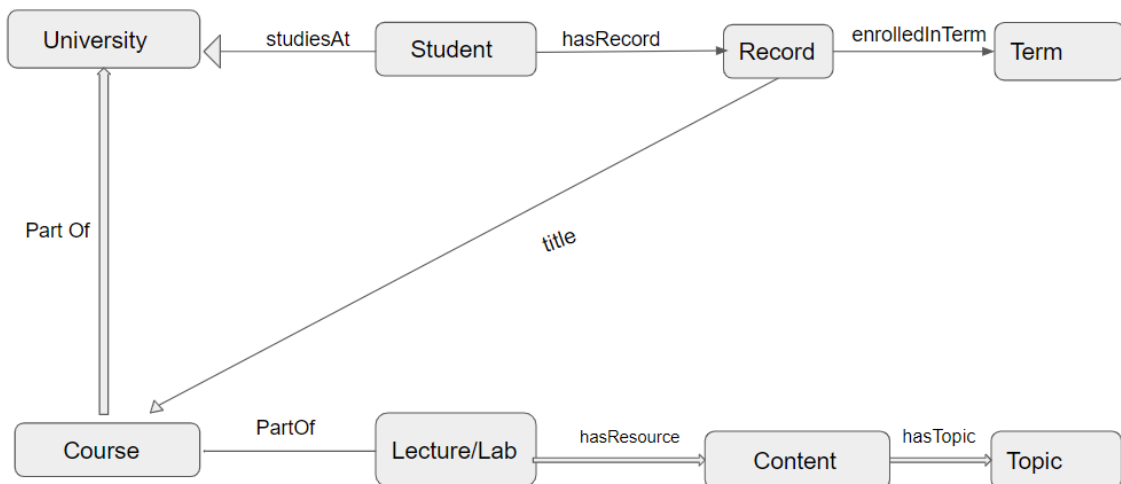 University
studiesAt
Student
hasRecord
Record
enrolledInTerm
Term
Part Of
title
Course
PartOf
Lecture/Lab
hasResource
Content
hasTopic
Topic